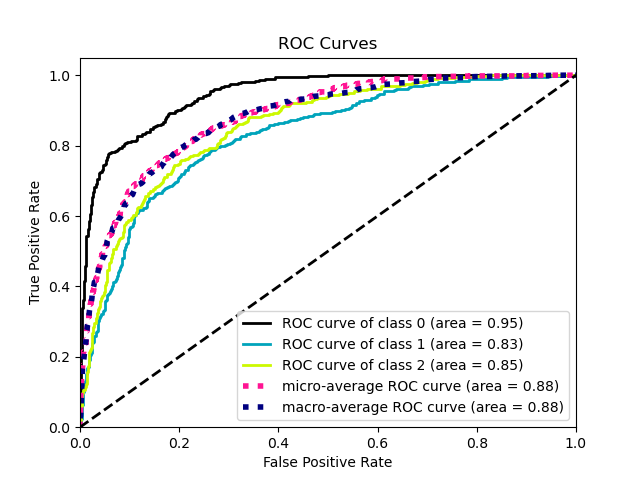 ROC Curves
True Positive Rate
1.0
0.8
0.6
0.4
0.2
0.0
ROC curve of class 0 (area = 0.95)
ROC curve of class 1 (area = 0.83)
ROC curve of class 2 (area = 0.85)
micro-average ROC curve (area = 0.88)
macro-average ROC curve (area = 0.88)
0.0 0.2 0.4 0.6 0.8 1.0
False Positive Rate